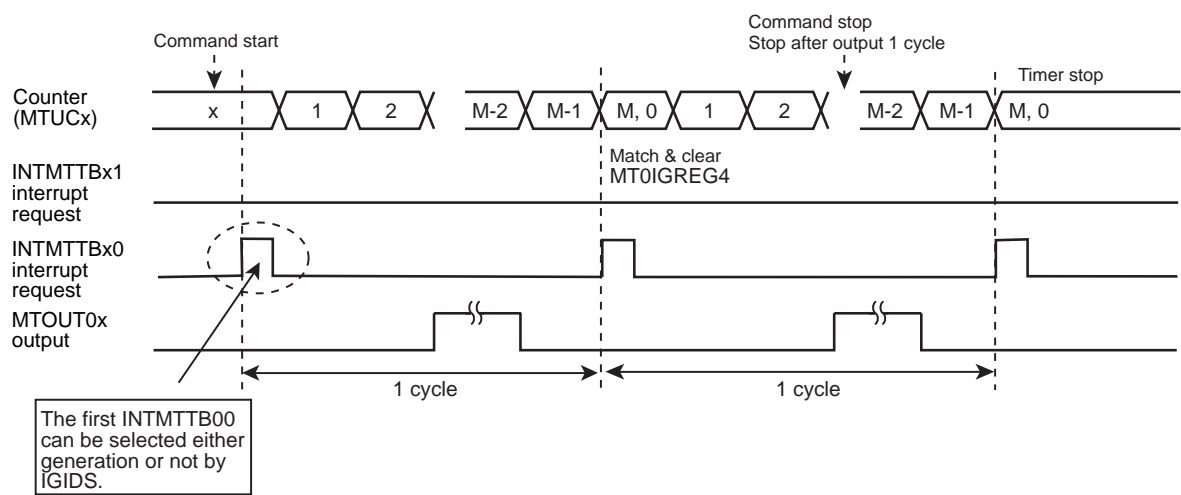 Command stop
Stop after output 1 cycle
Command start
Timer stop
Counter
(MTUCx)
x 1 2 M-2 M-1 M, 0 1 2 M-2 M-1 M, 0
Match & clear
MT0IGREG4
INTMTTBx1
interrupt
request
INTMTTBx0
interrupt
request
MTOUT0x
output
1 cycle 1 cycle
The first INTMTTB00
can be selected either
generation or not by
IGIDS.